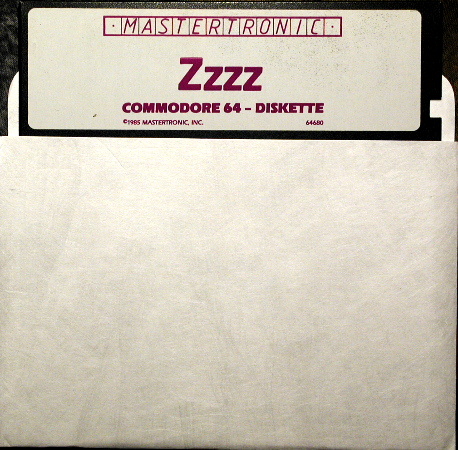 ·MASTERTRONIC·
Zzzz
COMMODORE 64 – DISKETTE
©1985 MASTERTRONIC, INC. 64680